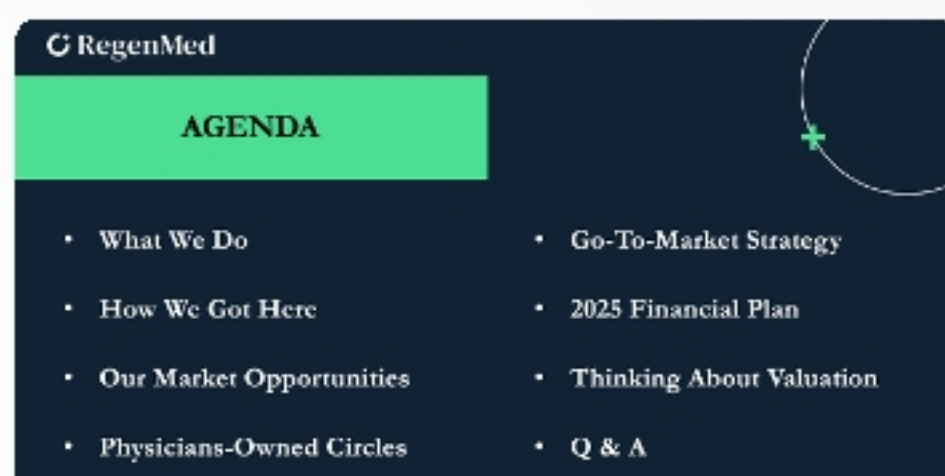 RegenMed
AGENDA
• What We Do
• How We Got Here
• Our Market Opportunities
• Physicians-Owned Circles
• Go-To-Market Strategy
• 2025 Financial Plan
• Thinking About Valuation
• Q & A